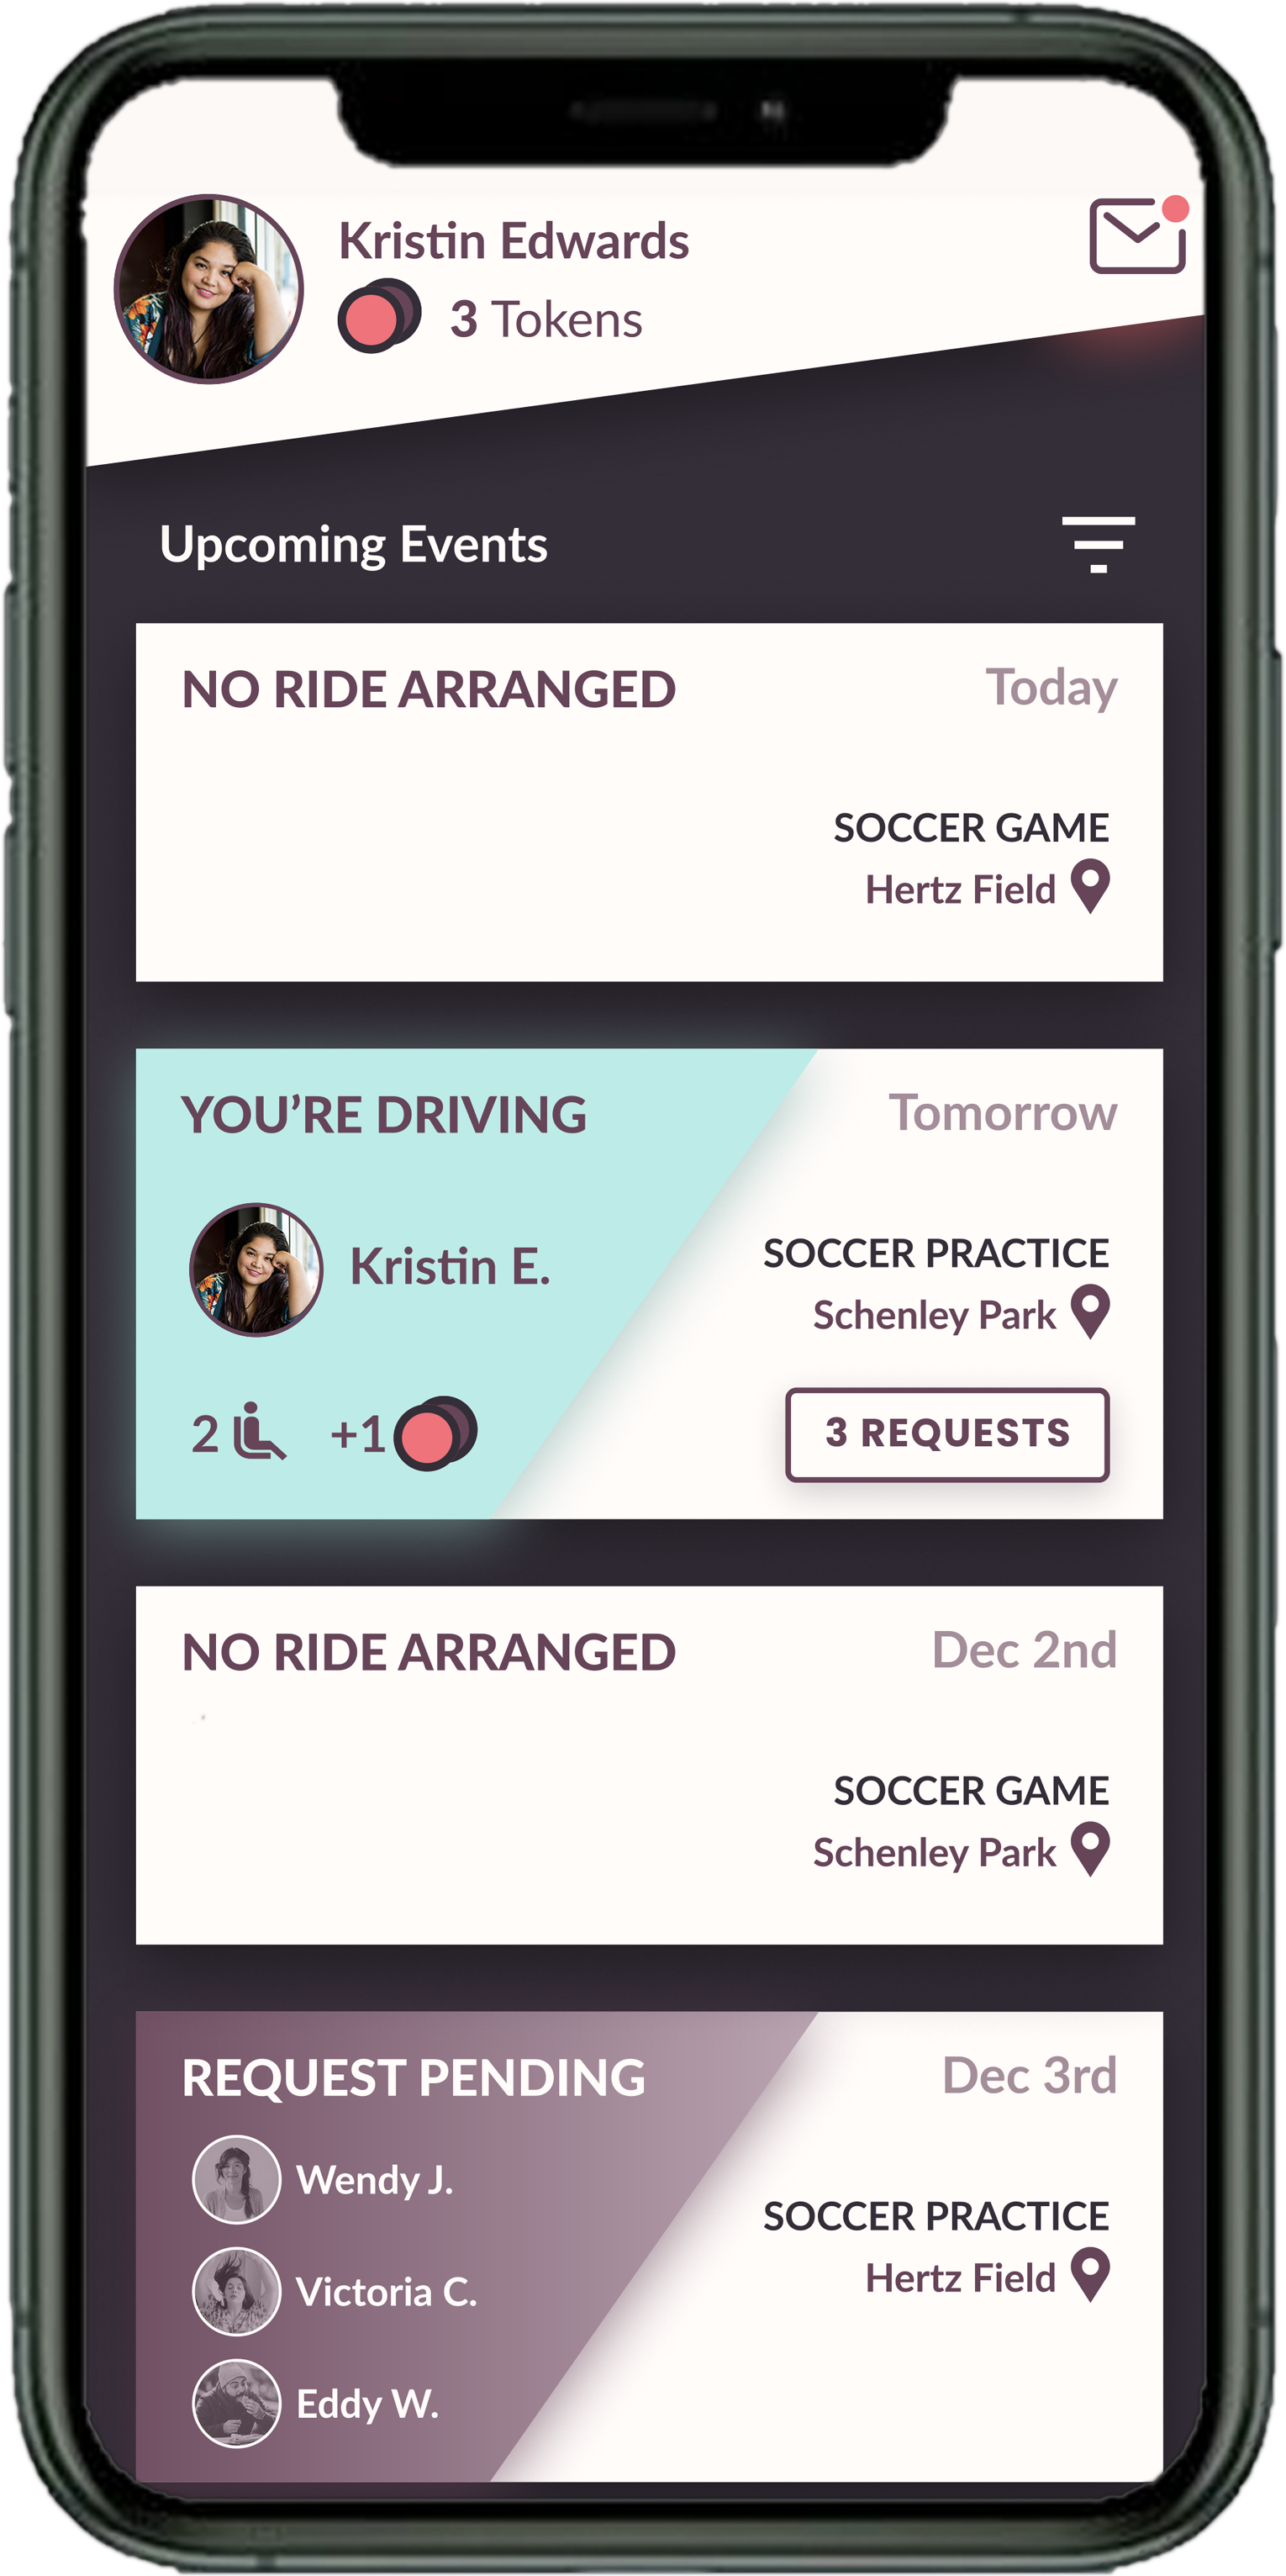 Kristin Edwards
3 Tokens
Upcoming Events
NO RIDE ARRANGED
Today
SOCCER GAME
Hertz Field
YOU’RE DRIVING
Tomorrow
Kristin E.
SOCCER PRACTICE
Schenley Park
2
+1
3 REQUESTS
NO RIDE ARRANGED
Dec 2nd
SOCCER GAME
Schenley Park
REQUEST PENDING
Dec 3rd
Wendy J.
Victoria C.
Eddy W.
SOCCER PRACTICE
Hertz Field